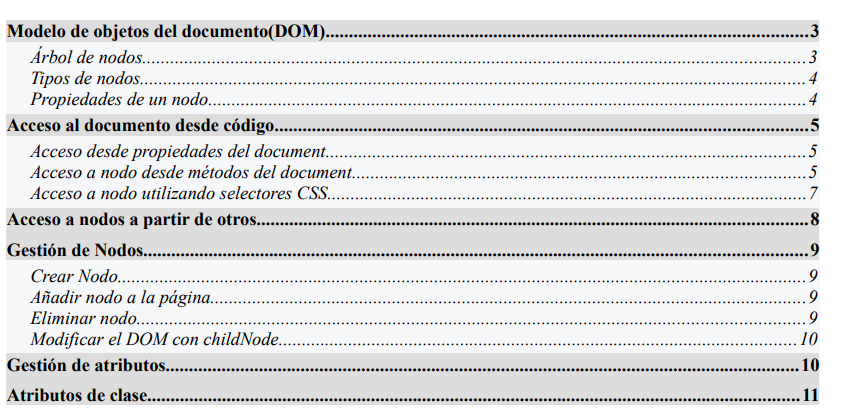 Modelo de objetos del documento(DOM)....................................................................................................3
Árbol de nodos..............................................................................................................................................3
Tipos de nodos..............................................................................................................................................4
Propiedades de un nodo................................................................................................................................4
Acceso al documento desde código..............................................................................................................5
Acceso desde propiedades del document.......................................................................................................5
Acceso a nodo desde métodos del document.................................................................................................5
Acceso a nodo utilizando selectores CSS......................................................................................................7
Acceso a nodos a partir de otros..................................................................................................................8
Gestión de Nodos..........................................................................................................................................9
Crear Nodo...................................................................................................................................................9
Añadir nodo a la página...............................................................................................................................9
Eliminar nodo...............................................................................................................................................9
Modificar el DOM con childNode...............................................................................................................10
Gestión de atributos....................................................................................................................................10
Atributos de clase........................................................................................................................................11